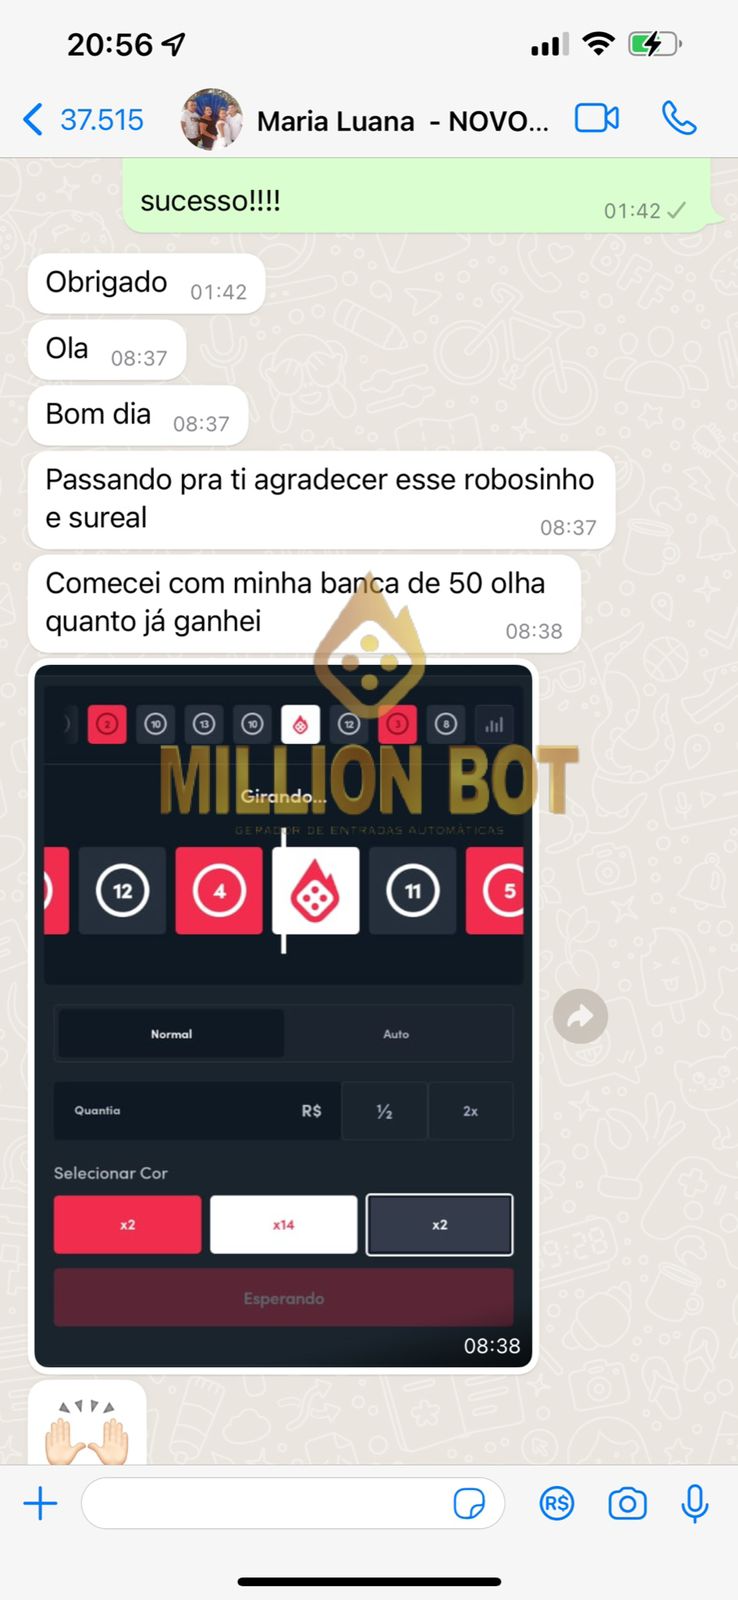 20:56
37.515
Maria Luana - NOVO...
sucesso!!!!
01:42
Obrigado
01:42
Ola
08:37
Bom dia
08:37
Passando pra ti agradecer esse robosinho
e sureal
08:37
Comecei com minha banca de 50 olha
quanto já ganhei
08:38
2 10 13 10 12 3 8
MILLION BOT
Girando...
GERADOR DE ENTRADAS AUTOMÁTICAS
12 4 11 5
Normal Auto
Quantia R$ ½ 2x
Selecionar Cor
x2 x14 x2
Esperando
08:38
R$